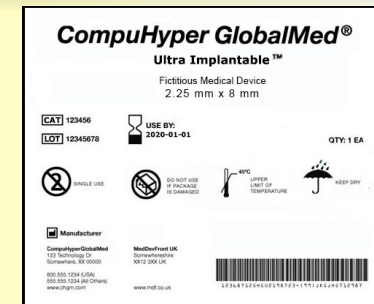 CompuHyper GlobalMed®
Ultra Implantable™
Fictitious Medical Device
2.25 mm x 8 mm
CAT 123456
LOT 12345678
USE BY:
2020-01-01
QTY: 1 EA
2
SINGLE USE
DO NOT USE
IF PACKAGE
IS DAMAGED
45°C
UPPER
LIMIT OF
TEMPERATURE
KEEP DRY
Manufacturer
CompuHyperGlobalMed
123 Technology Dr
Somewhere, XX 00000
800.555.1234 (USA)
555.555.1234 (All Others)
www.chgm.com
MedDevFront UK
Somewhereshire
XX12 3XX UK
www.mdf.co.uk